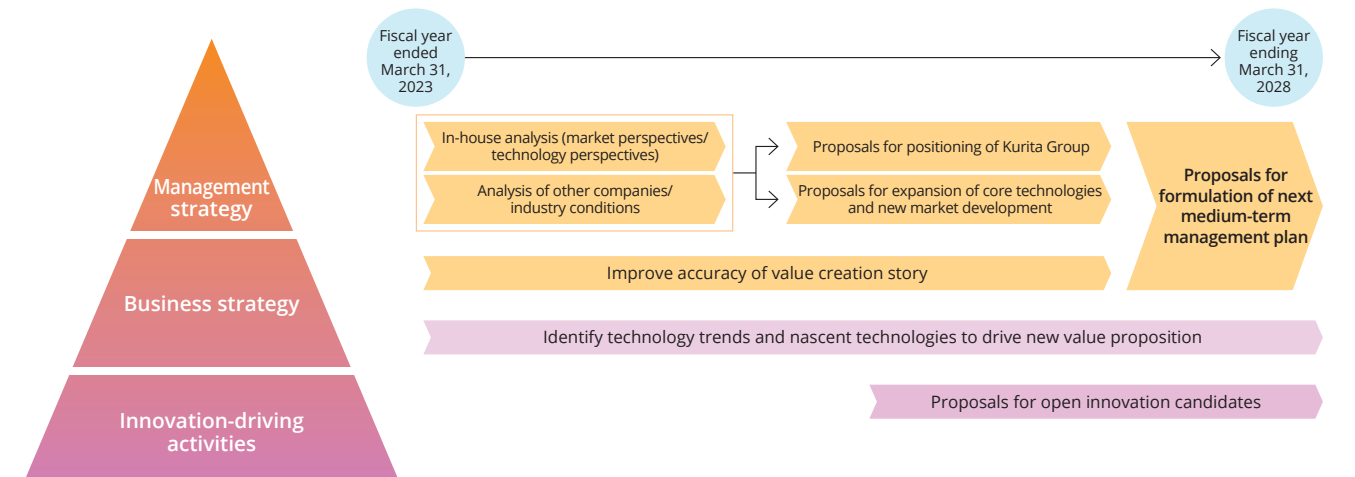 Fiscal year
ended
March 31,
2023
Fiscal year
ending
March 31,
2028
Management
strategy
Business strategy
Innovation-driving
activities
In-house analysis (market perspectives/
technology perspectives)
Analysis of other companies/
industry conditions
Proposals for positioning of Kurita Group
Proposals for expansion of core technologies
and new market development
Proposals for
formulation of next
medium-term
management plan
Improve accuracy of value creation story
Identify technology trends and nascent technologies to drive new value proposition
Proposals for open innovation candidates